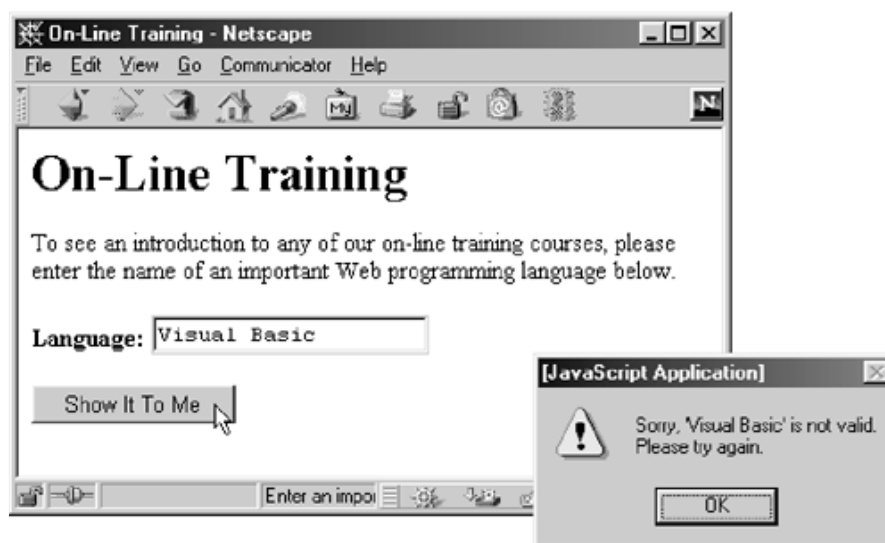 On-Line Training - Netscape
File Edit View Go Communicator Help
My
N
On-Line Training
To see an introduction to any of our on-line training courses, please
enter the name of an important Web programming language below.
Language: Visual Basic
Show It To Me
Enter an impor
[JavaScript Application]
Sorry, 'Visual Basic' is not valid.
Please try again.
OK